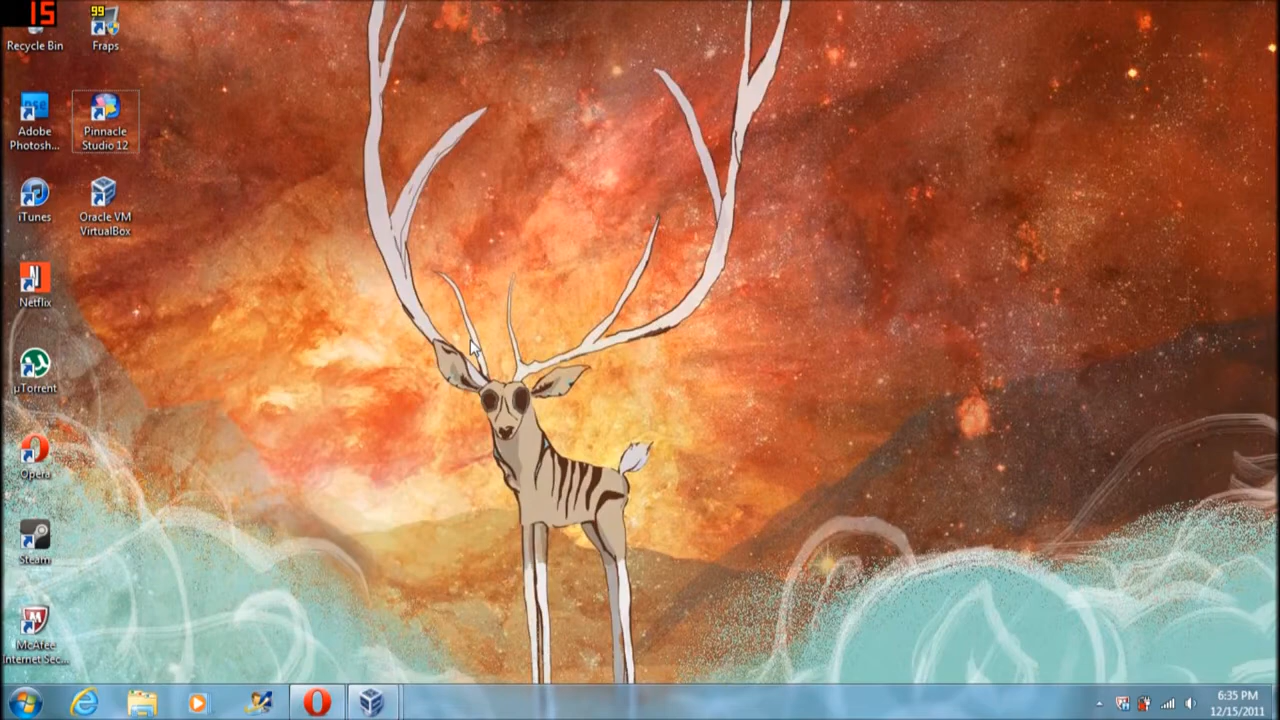 15
99
Recycle Bin
Fraps
pse
Adobe
Photosh...
Pinnacle
Studio 12
iTunes
Oracle VM
VirtualBox
N
Netflix
µTorrent
Opera
Steam
M
McAfee
Internet Sec...
6:35 PM
12/15/2011